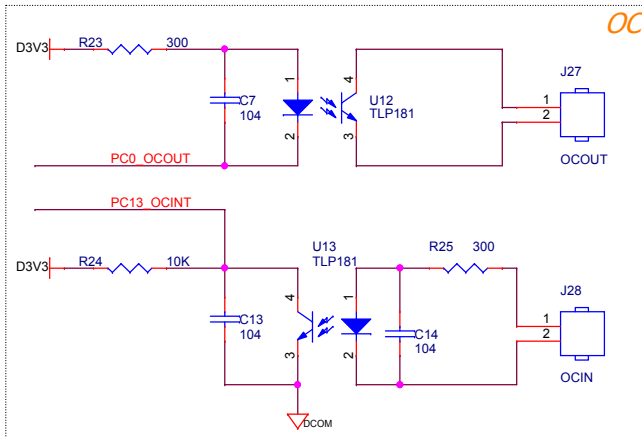 OC
D3V3 R23 300
J27
1
4
C7
104
U12
TLP181
1
2
2
3
PC0_OCOUT
OCOUT
PC13_OCINT
U13
TLP181
R25 300
D3V3 R24 10K
J28
4
1
C13
104
1
2
C14
104
3
2
OCIN
DCOM